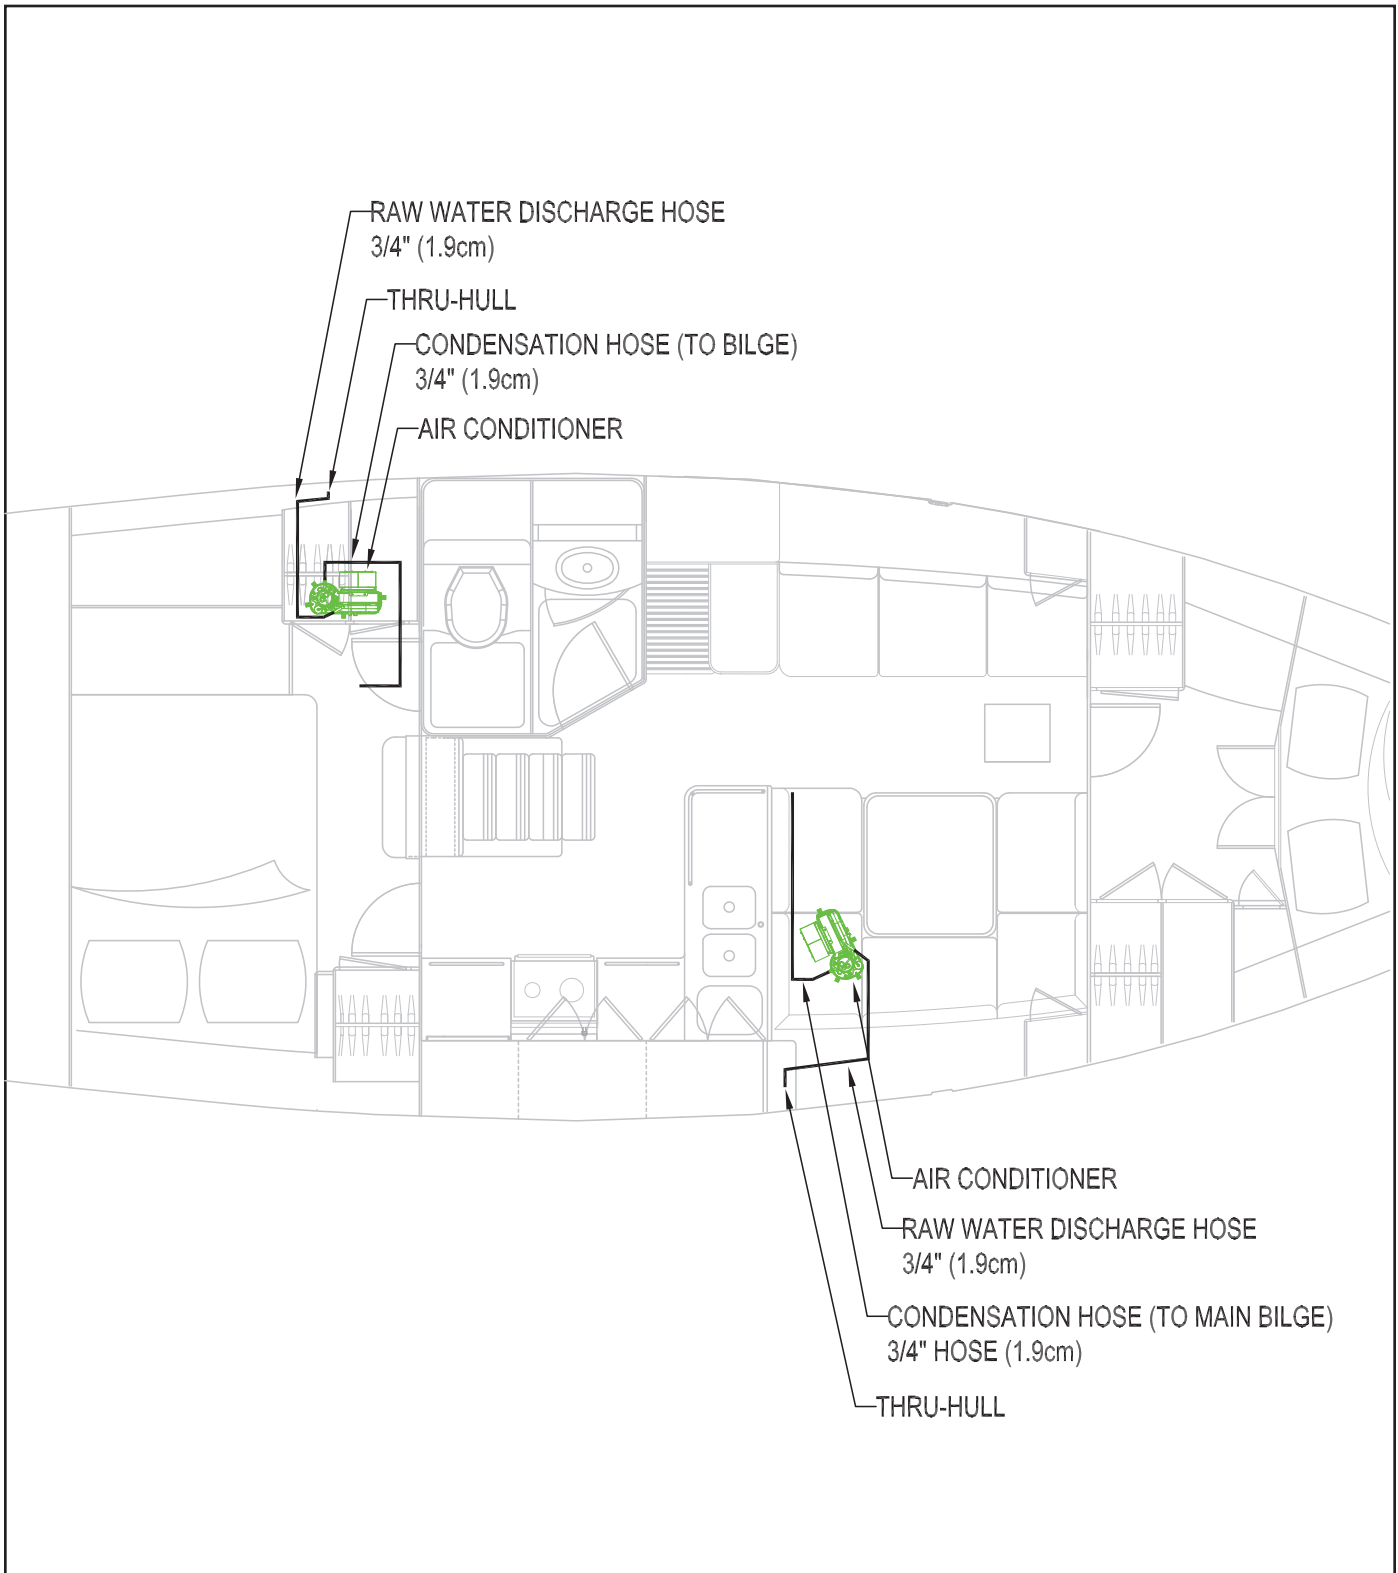 RAW WATER DISCHARGE HOSE
3/4" (1.9cm)
THRU-HULL
CONDENSATION HOSE (TO BILGE)
3/4" (1.9cm)
AIR CONDITIONER
AIR CONDITIONER
RAW WATER DISCHARGE HOSE
3/4" (1.9cm)
CONDENSATION HOSE (TO MAIN BILGE)
3/4" HOSE (1.9cm)
THRU-HULL